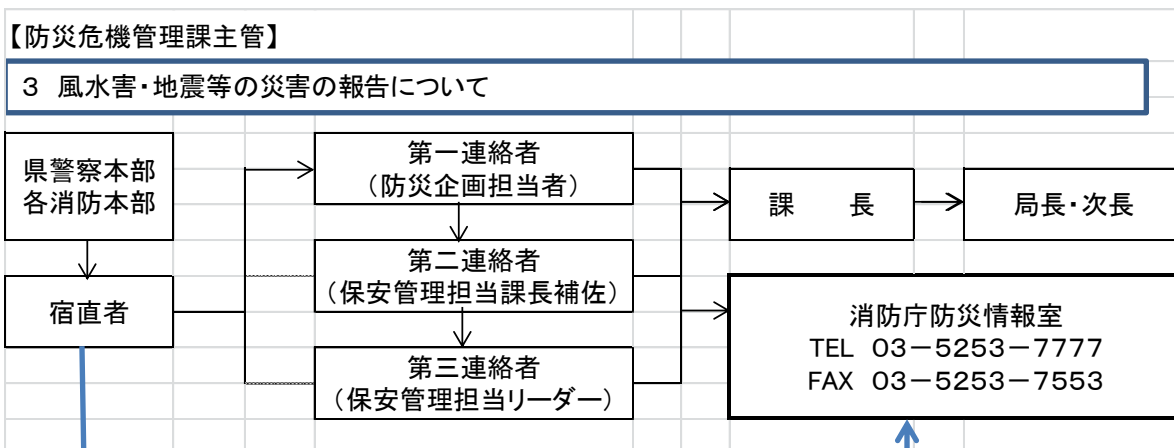 【防災危機管理課主管】
３　風水害・地震等の災害の報告について
県警察本部
各消防本部
第一連絡者
（防災企画担当者）
課　　長
局長・次長
宿直者
第二連絡者
（保安管理担当課長補佐）
第三連絡者
（保安管理担当リーダー）
消防庁防災情報室
TEL　０３－５２５３－７７７７
FAX　０３－５２５３－７５５３